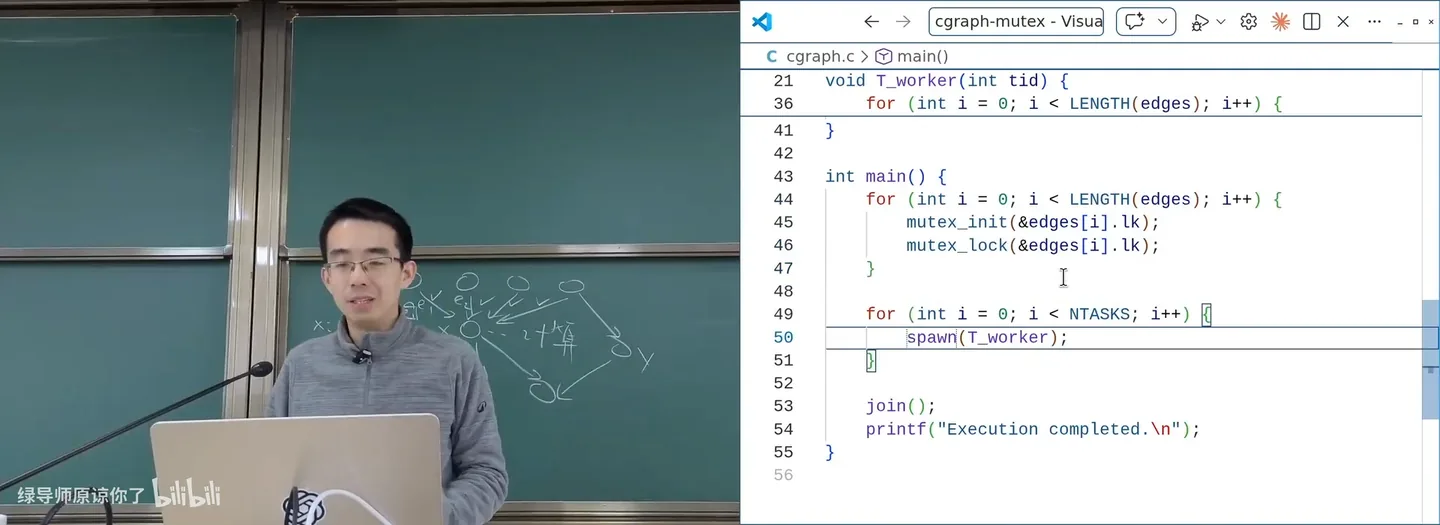 cgraph-mutex - Visua
cgraph.c > main()
21 void T_worker(int tid) {
36 for (int i = 0; i < LENGTH(edges); i++) {
41 }
42
43 int main() {
44 for (int i = 0; i < LENGTH(edges); i++) {
45 mutex_init(&edges[i].lk);
46 mutex_lock(&edges[i].lk);
47 }
48
49 for (int i = 0; i < NTASKS; i++) {
50 spawn(T_worker);
51 }
52
53 join();
54 printf("Execution completed.\n");
55 }
56
x=
计算
y
绿导师原谅你了 bilibili